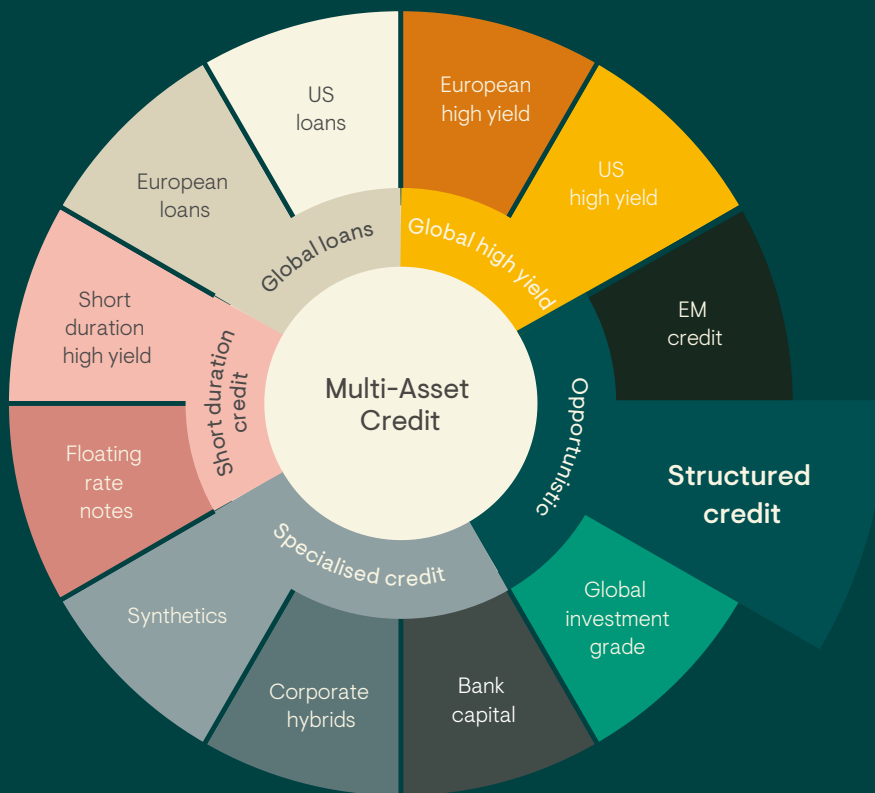 US
loans
European
high yield
US
high yield
European
loans
Global loans
Global high yield
EM
credit
Short
duration
high yield
Short duration
credit
Multi-Asset
Credit
Opportunistic
Structured
credit
Floating
rate
notes
Specialised credit
Global
investment
grade
Synthetics
Corporate
hybrids
Bank
capital